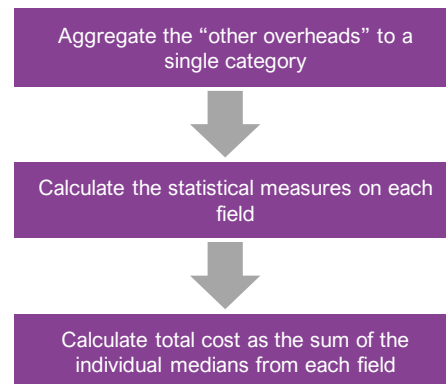 Aggregate the “other overheads” to a
single category
Calculate the statistical measures on each
field
Calculate total cost as the sum of the
individual medians from each field